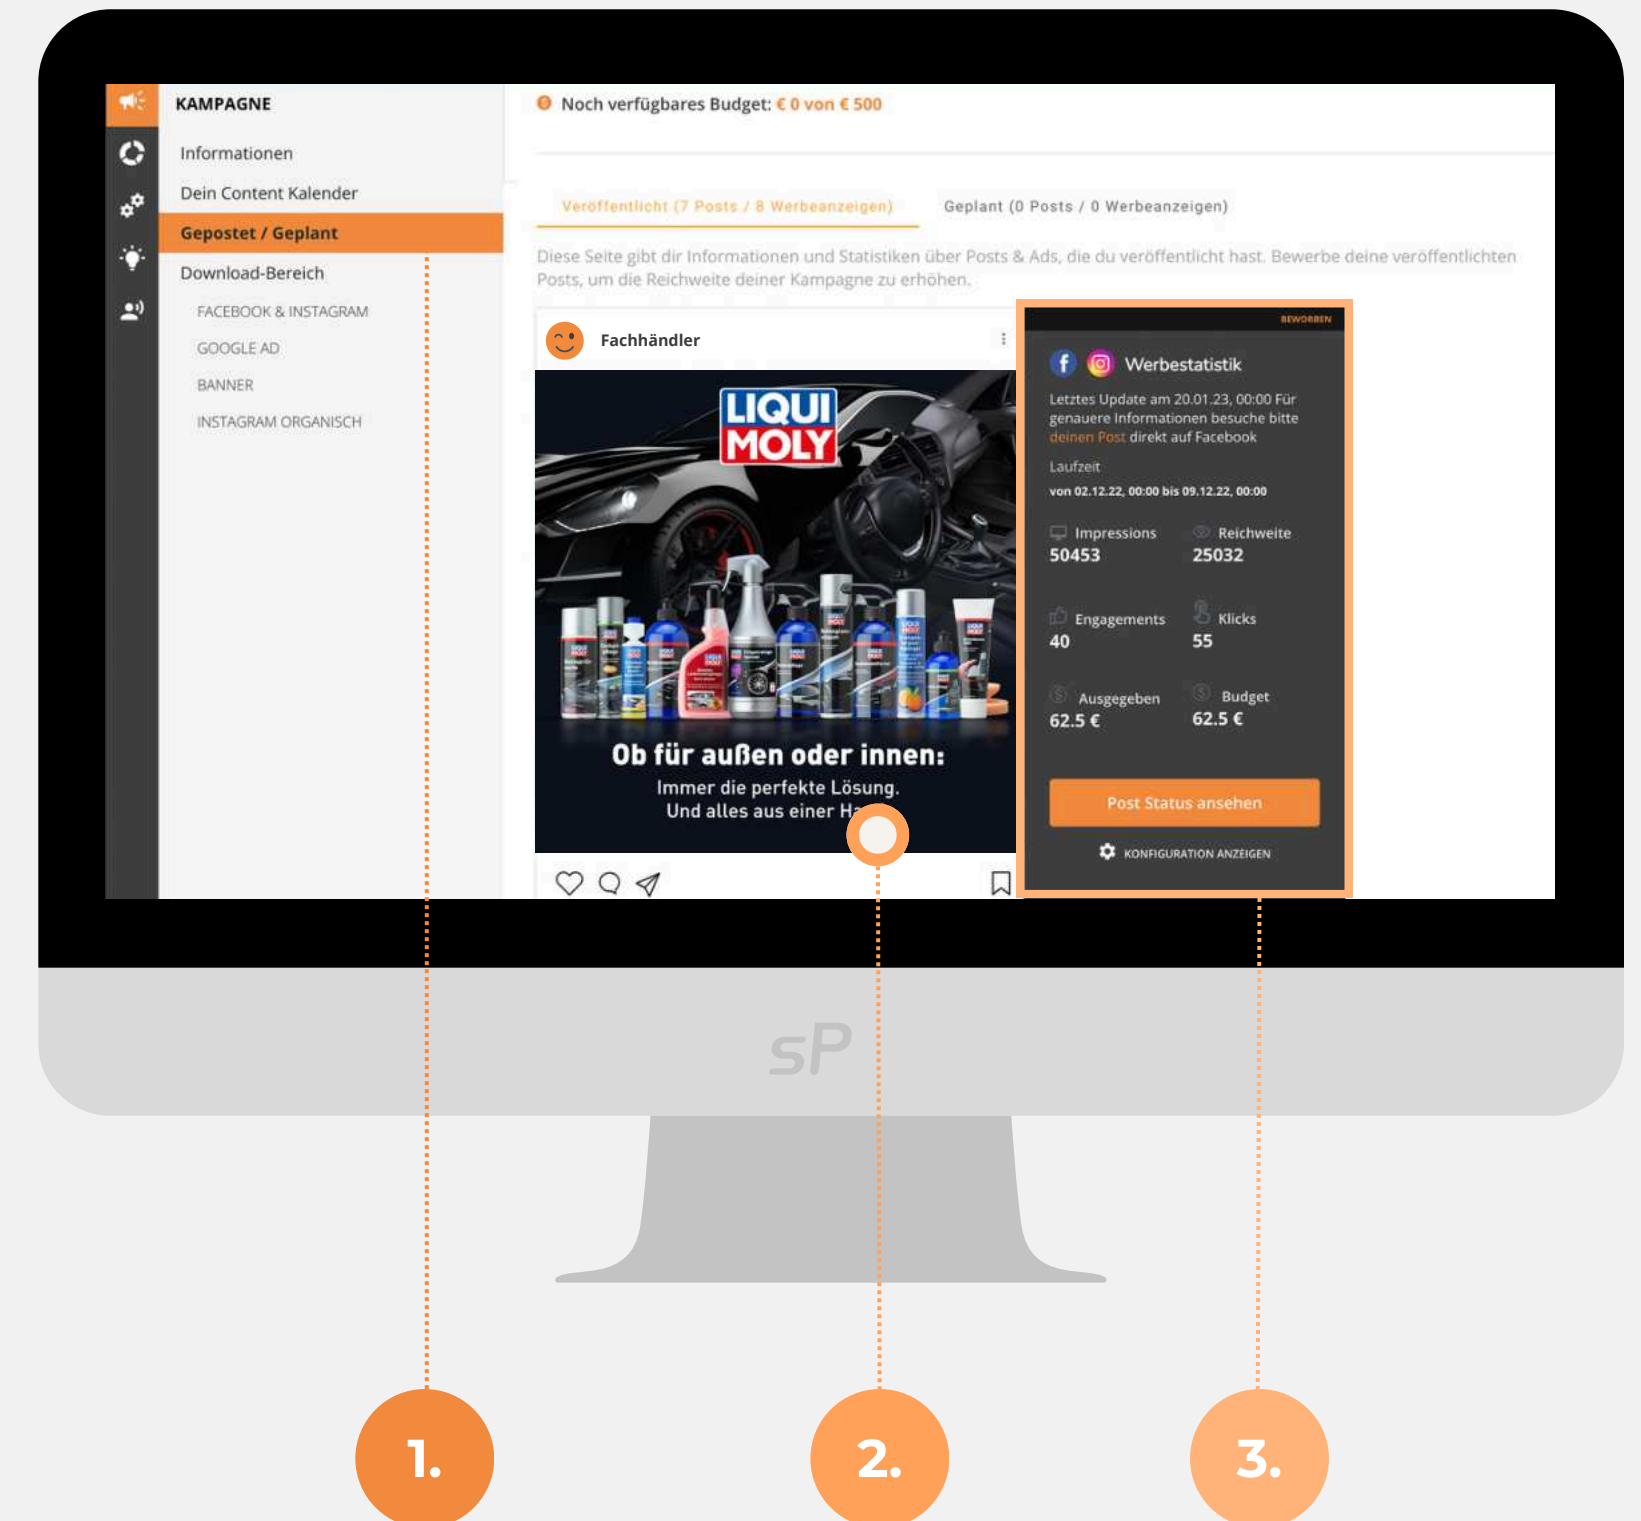 KAMPAGNE
Informationen
Dein Content Kalender
Gepostet / Geplant
Download-Bereich
FACEBOOK & INSTAGRAM
GOOGLE AD
BANNER
INSTAGRAM ORGANISCH
Noch verfügbares Budget: € 0 von € 500
Veröffentlicht (7 Posts / 8 Werbeanzeigen)
Geplant (0 Posts / 0 Werbeanzeigen)
Diese Seite gibt dir Informationen und Statistiken über Posts & Ads, die du veröffentlicht hast. Bewerbe deine veröffentlichten
Posts, um die Reichweite deiner Kampagne zu erhöhen.
Fachhändler
LIQUI
MOLY
Ob für außen oder innen:
Immer die perfekte Lösung.
Und alles aus einer
BEWORBEN
Werbestatistik
Letztes Update am 20.01.23, 00:00 Für
genauere Informationen besuche bitte
deinen Post direkt auf Facebook
Laufzeit
von 02.12.22, 00:00 bis 09.12.22, 00:00
Impressions
50453
Reichweite
25032
Engagements
40
Klicks
55
Ausgegeben
62.5 €
Budget
62.5 €
Post Status ansehen
KONFIGURATION ANZEIGEN
sP
1.
2.
3.